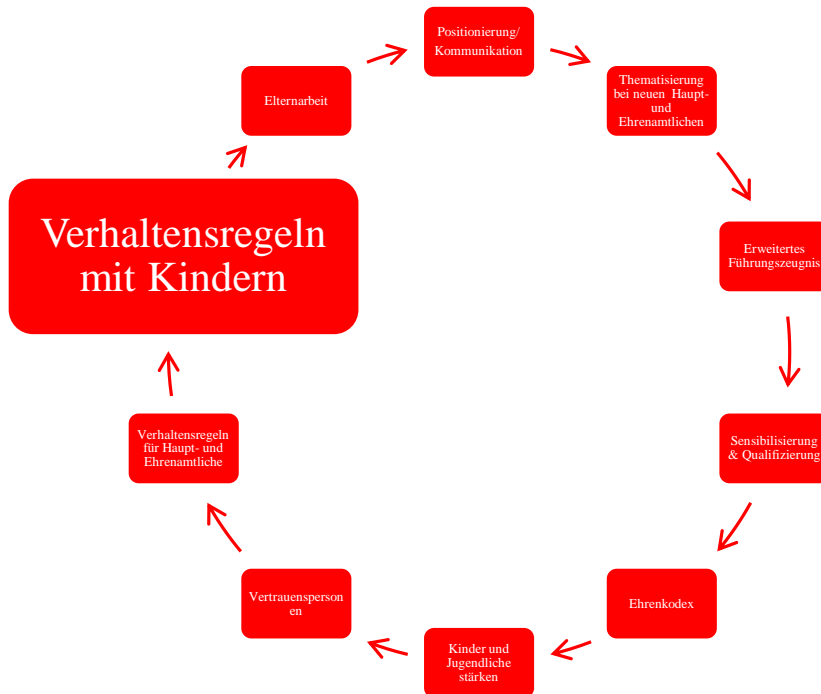 Positionierung/
Kommunikation
Thematisierung
bei neuen Haupt-
und
Ehrenamtlichen
Erweitertes
Führungszeugnis
Sensibilisierung
& Qualifizierung
Ehrenkodex
Kinder und
Jugendliche
stärken
Vertrauensperson
en
Verhaltensregeln
für Haupt- und
Ehrenamtliche
Verhaltensregeln
mit Kindern
Elternarbeit